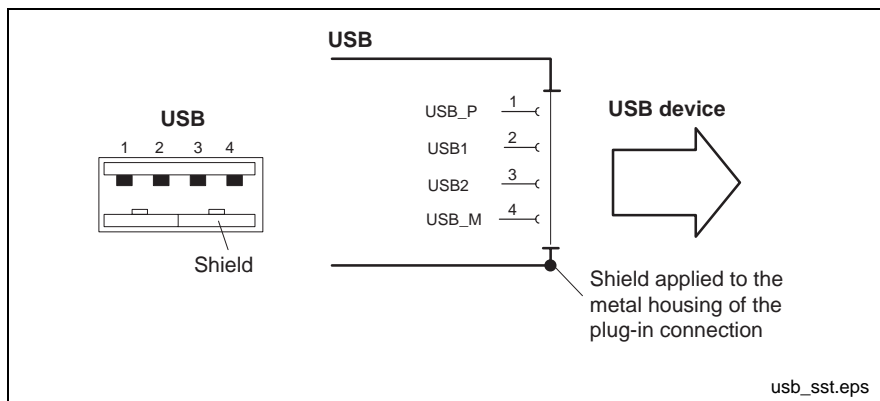 USB
USB
1 2 3 4
Shield
USB_P 1
USB1 2
USB2 3
USB_M 4
USB device
Shield applied to the
metal housing of the
plug-in connection
usb_sst.eps